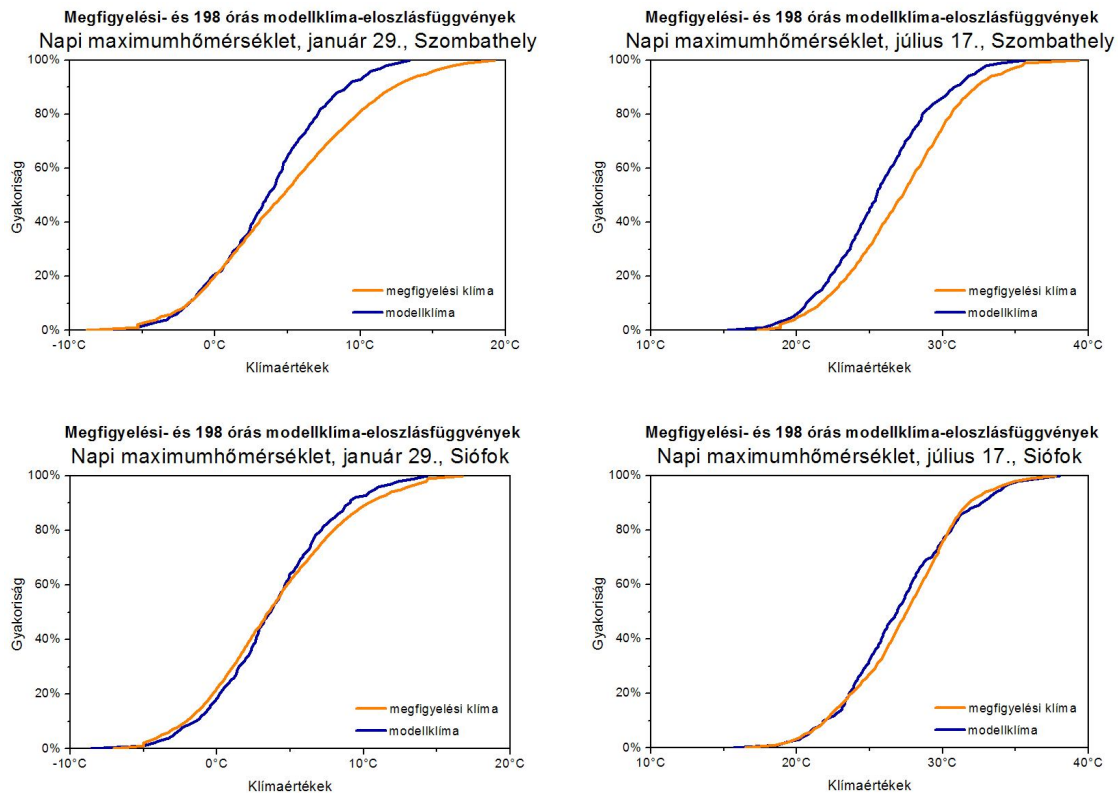 Megfigyelési- és 198 órás modellklíma-eloszlásfüggvények
Napi maximumhőmérséklet, január 29., Szombathely
100%
80%
60%
40%
20%
0%
Gyakoriság
megfigyelési klíma
modellklíma
-10°C
0°C
10°C
20°C
Klímaértékek
Megfigyelési- és 198 órás modellklíma-eloszlásfüggvények
Napi maximumhőmérséklet, július 17., Szombathely
100%
80%
60%
40%
20%
0%
Gyakoriság
megfigyelési klíma
modellklíma
10°C
20°C
30°C
40°C
Klímaértékek
Megfigyelési- és 198 órás modellklíma-eloszlásfüggvények
Napi maximumhőmérséklet, január 29., Siófok
100%
80%
60%
40%
20%
0%
Gyakoriság
megfigyelési klíma
modellklíma
-10°C
0°C
10°C
20°C
Klímaértékek
Megfigyelési- és 198 órás modellklíma-eloszlásfüggvények
Napi maximumhőmérséklet, július 17., Siófok
100%
80%
60%
40%
20%
0%
Gyakoriság
megfigyelési klíma
modellklíma
10°C
20°C
30°C
40°C
Klímaértékek